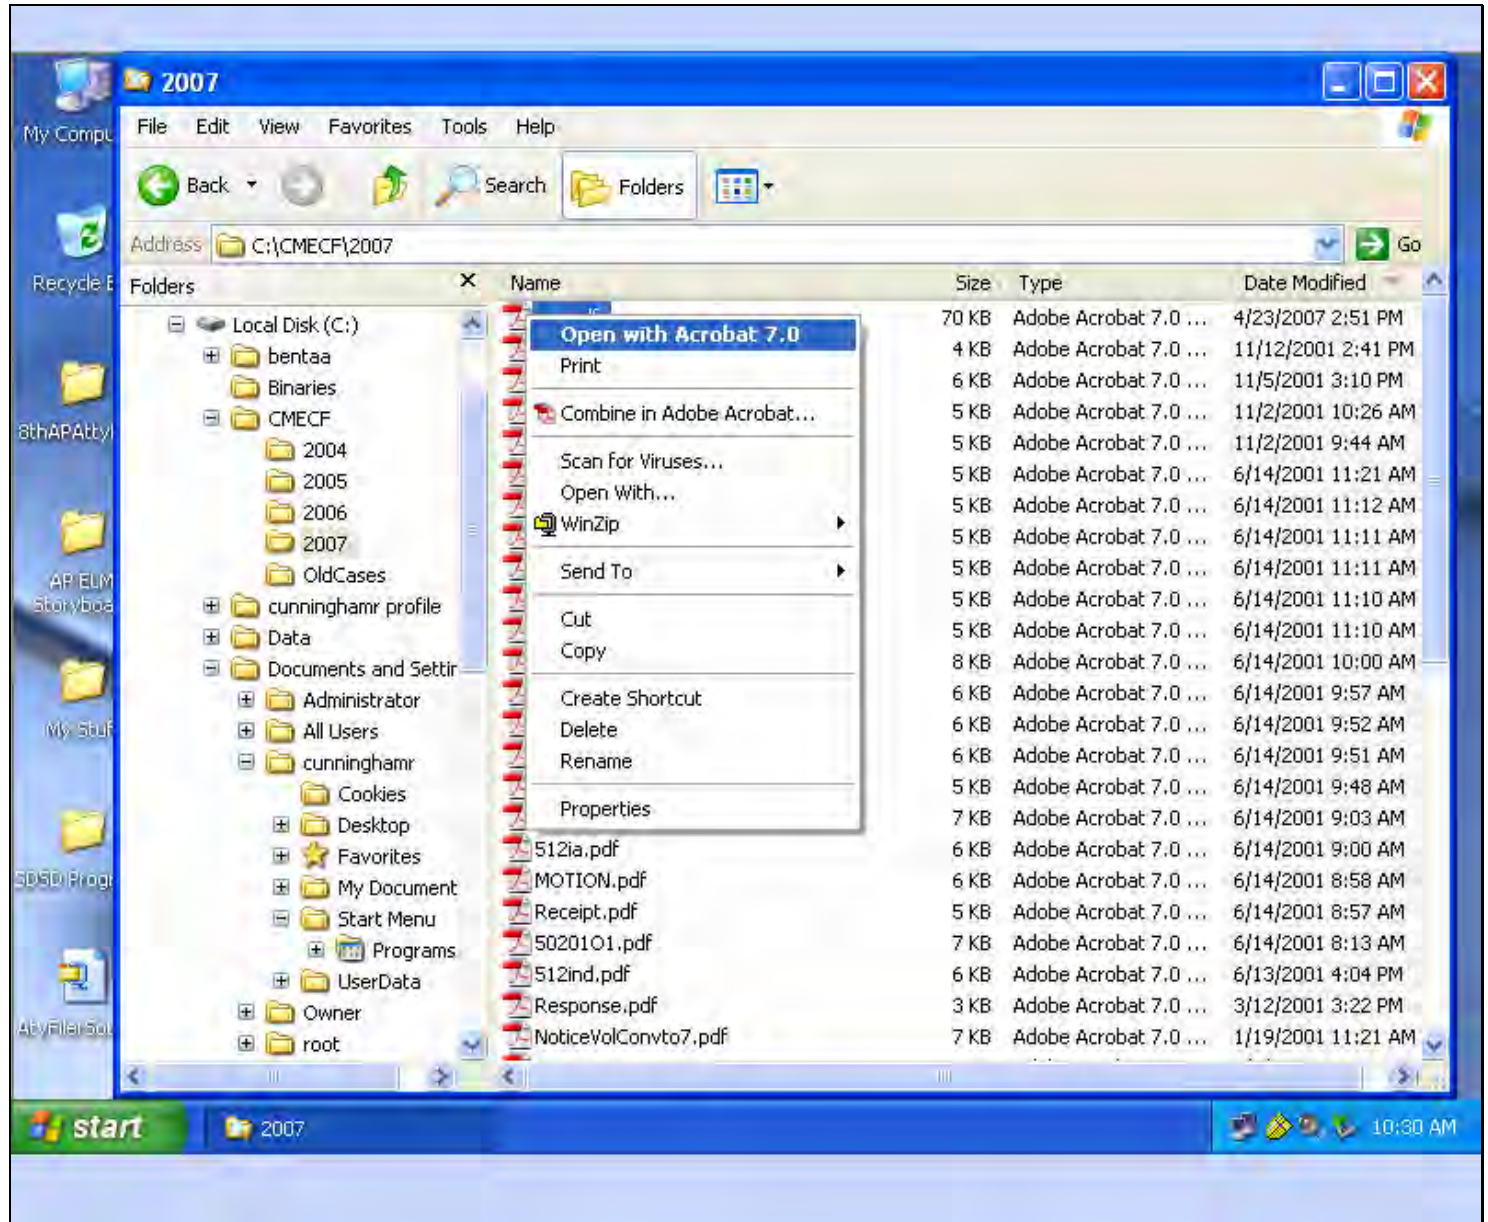 2007
File Edit View Favorites Tools Help
Back Search Folders
Address C:\CMECF\2007 Go
Folders
Local Disk (C:)
bentaa
Binaries
CMECF
2004
2005
2006
2007
OldCases
cunninghamr profile
Data
Documents and Settir
Administrator
All Users
cunninghamr
Cookies
Desktop
Favorites
My Document
Start Menu
Programs
UserData
Owner
root
Name Size Type Date Modified
70 KB Adobe Acrobat 7.0 ... 4/23/2007 2:51 PM
4 KB Adobe Acrobat 7.0 ... 11/12/2001 2:41 PM
6 KB Adobe Acrobat 7.0 ... 11/5/2001 3:10 PM
5 KB Adobe Acrobat 7.0 ... 11/2/2001 10:26 AM
5 KB Adobe Acrobat 7.0 ... 11/2/2001 9:44 AM
5 KB Adobe Acrobat 7.0 ... 6/14/2001 11:21 AM
5 KB Adobe Acrobat 7.0 ... 6/14/2001 11:12 AM
5 KB Adobe Acrobat 7.0 ... 6/14/2001 11:11 AM
5 KB Adobe Acrobat 7.0 ... 6/14/2001 11:11 AM
5 KB Adobe Acrobat 7.0 ... 6/14/2001 11:10 AM
5 KB Adobe Acrobat 7.0 ... 6/14/2001 11:10 AM
8 KB Adobe Acrobat 7.0 ... 6/14/2001 10:00 AM
6 KB Adobe Acrobat 7.0 ... 6/14/2001 9:57 AM
6 KB Adobe Acrobat 7.0 ... 6/14/2001 9:52 AM
6 KB Adobe Acrobat 7.0 ... 6/14/2001 9:51 AM
5 KB Adobe Acrobat 7.0 ... 6/14/2001 9:48 AM
7 KB Adobe Acrobat 7.0 ... 6/14/2001 9:03 AM
512ia.pdf 6 KB Adobe Acrobat 7.0 ... 6/14/2001 9:00 AM
MOTION.pdf 6 KB Adobe Acrobat 7.0 ... 6/14/2001 8:58 AM
Receipt.pdf 5 KB Adobe Acrobat 7.0 ... 6/14/2001 8:57 AM
50201O1.pdf 7 KB Adobe Acrobat 7.0 ... 6/14/2001 8:13 AM
512ind.pdf 6 KB Adobe Acrobat 7.0 ... 6/13/2001 4:04 PM
Response.pdf 3 KB Adobe Acrobat 7.0 ... 3/12/2001 3:22 PM
NoticeVolConvto7.pdf 7 KB Adobe Acrobat 7.0 ... 1/19/2001 11:21 AM
Open with Acrobat 7.0
Print
Combine in Adobe Acrobat...
Scan for Viruses...
Open With...
WinZip
Send To
Cut
Copy
Create Shortcut
Delete
Rename
Properties
My Compu
Recycle B
8thAPAtty
AP ELM
Storyboa
My Stuf
SDSD Progr
AtyFilerSou
start 2007 10:30 AM